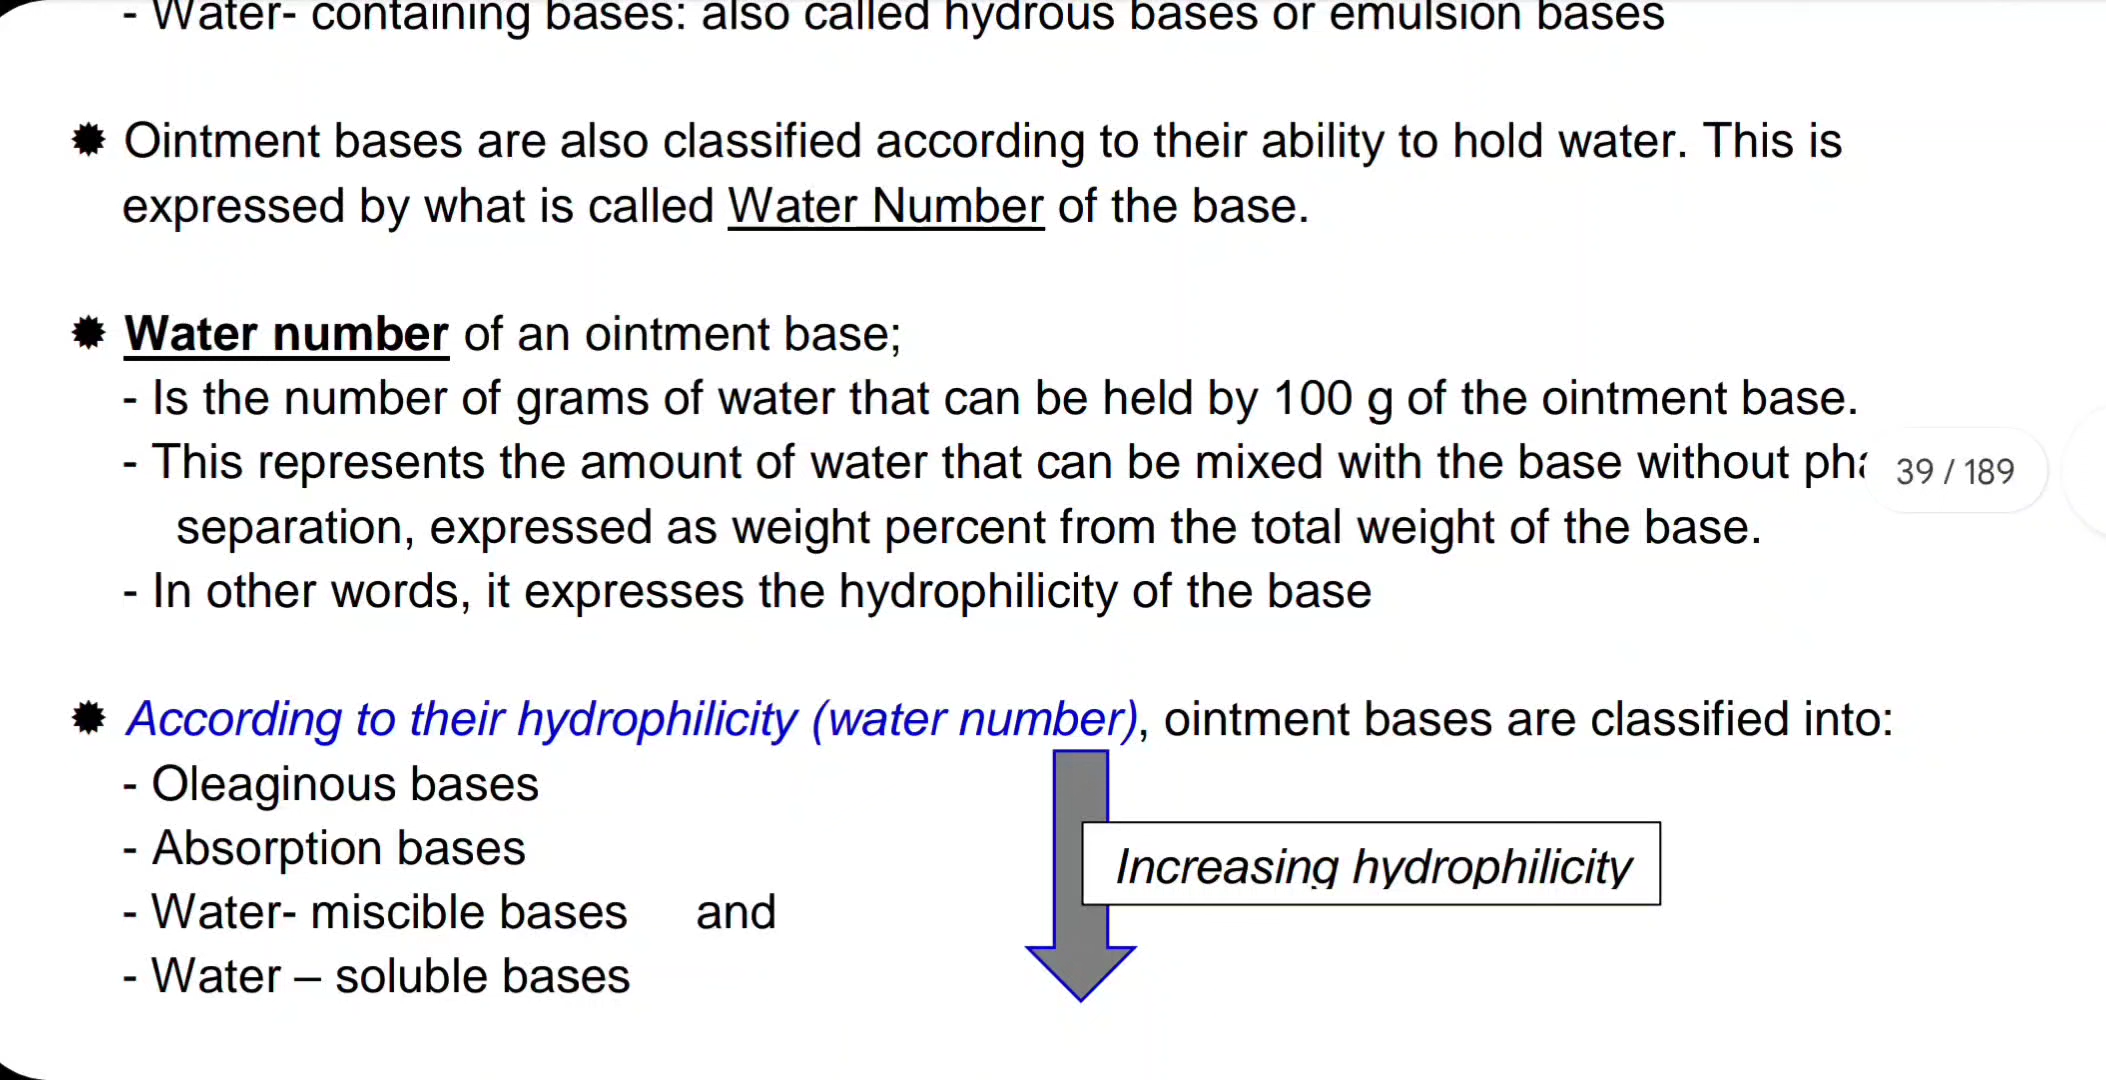 - Water- containing bases: also called hydrous bases or emulsion bases
✹ Ointment bases are also classified according to their ability to hold water. This is
expressed by what is called Water Number of the base.
✹ Water number of an ointment base;
- Is the number of grams of water that can be held by 100 g of the ointment base.
- This represents the amount of water that can be mixed with the base without
39 / 189
separation, expressed as weight percent from the total weight of the base.
- In other words, it expresses the hydrophilicity of the base
✹ According to their hydrophilicity (water number), ointment bases are classified into:
- Oleaginous bases
- Absorption bases
Increasing hydrophilicity
- Water- miscible bases and
- Water – soluble bases